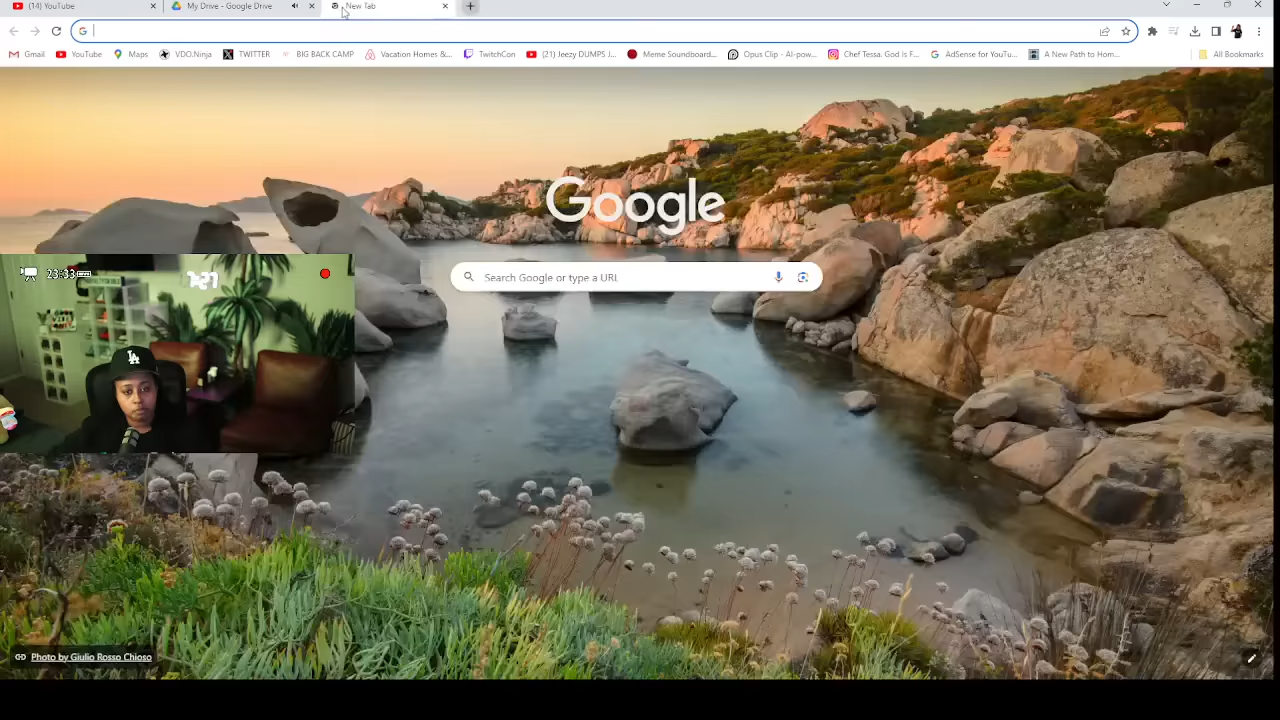 (14) YouTube
My Drive - Google Drive
New Tab
Gmail
YouTube
Maps
VDO.Ninja
TWITTER
BIG BACK CAMP
Vacation Homes &...
TwitchCon
(21) Jeezy DUMPS J...
Meme Soundboard...
Opus Clip - AI-pow...
Chef Tessa. God is F...
AdSense for YouTu...
A New Path to Hom...
All Bookmarks
Google
Search Google or type a URL
23:33
LA
Photo by Giulio Rosso Chioso